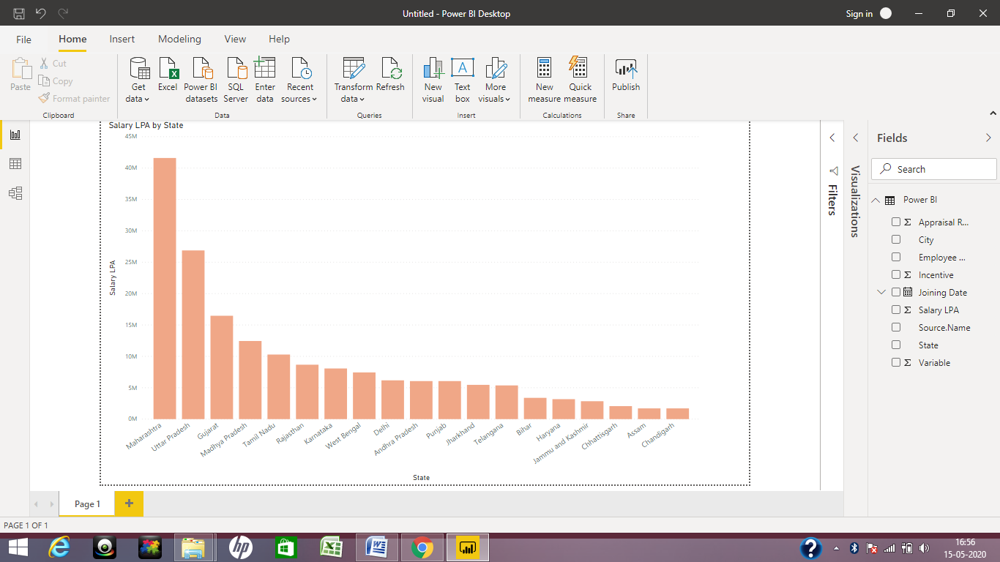 Untitled - Power BI Desktop
Sign in
File
Home
Insert
Modeling
View
Help
Paste
Cut
Copy
Format painter
Clipboard
Get data
Excel
Power BI datasets
SQL Server
Enter data
Recent sources
Data
Transform data
Refresh
Queries
New visual
Text box
More visuals
Insert
New measure
Quick measure
Calculations
Publish
Share
Salary LPA by State
45M
40M
35M
30M
25M
20M
15M
10M
5M
0M
Salary LPA
Maharashtra
Uttar Pradesh
Gujarat
Madhya Pradesh
Tamil Nadu
Rajasthan
Karnataka
West Bengal
Delhi
Andhra Pradesh
Punjab
Jharkhand
Telangana
Bihar
Haryana
Jammu and Kashmir
Chhattisgarh
Assam
Chandigarh
State
Filters
Visualizations
Fields
Search
Power BI
Appraisal R...
City
Employee ...
Incentive
Joining Date
Salary LPA
Source.Name
State
Variable
Page 1
PAGE 1 OF 1
16:56
15-05-2020